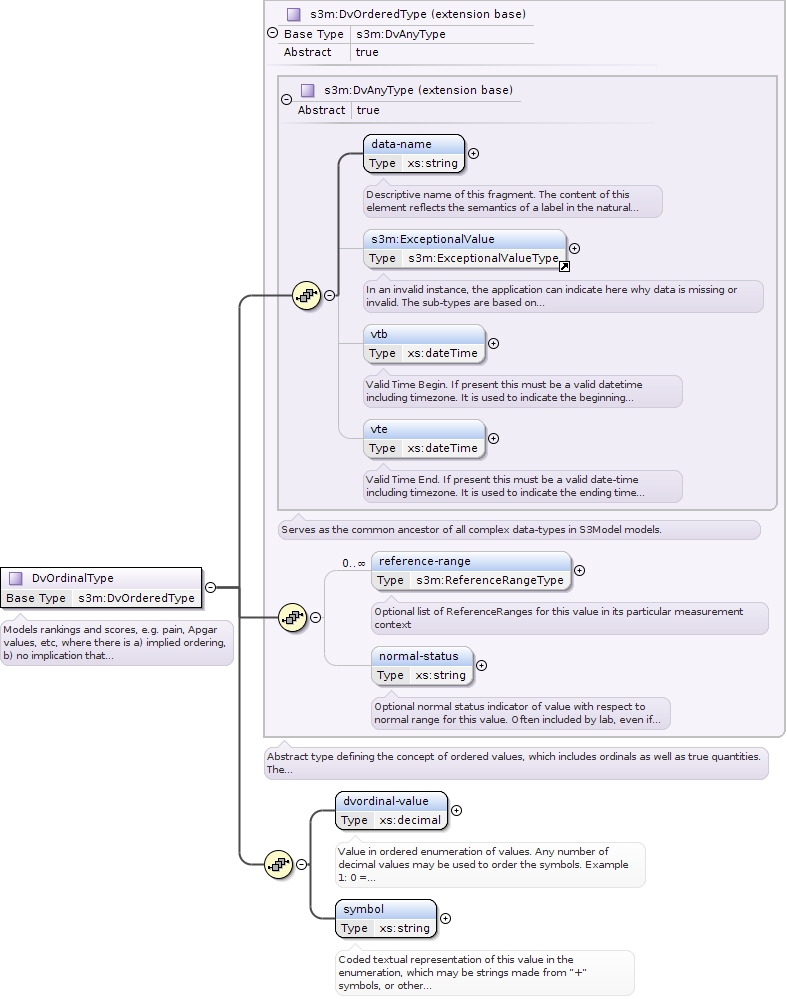 s3m:DvOrderedType (extension base)
Base Type s3m:DvAnyType
Abstract true
s3m:DvAnyType (extension base)
Abstract true
data-name
Type xs:string
Descriptive name of this fragment. The content of this
element reflects the semantics of a label in the natural...
s3m:ExceptionalValue
Type s3m:ExceptionalValueType
In an invalid instance, the application can indicate here why data is missing or
invalid. The sub-types are based on...
vtb
Type xs:dateTime
Valid Time Begin. If present this must be a valid datetime
including timezone. It is used to indicate the beginning...
vte
Type xs:dateTime
Valid Time End. If present this must be a valid date-time
including timezone. It is used to indicate the ending time...
Serves as the common ancestor of all complex data-types in S3Model models.
0..∞
reference-range
Type s3m:ReferenceRangeType
Optional list of ReferenceRanges for this value in its particular measurement
context
DvOrdinalType
Base Type s3m:DvOrderedType
Models rankings and scores, e.g. pain, Apgar
values, etc, where there is a) implied ordering,
b) no implication that...
normal-status
Type xs:string
Optional normal status indicator of value with respect to
normal range for this value. Often included by lab, even if...
Abstract type defining the concept of ordered values, which includes ordinals as well as true quantities.
The...
dvordinal-value
Type xs:decimal
Value in ordered enumeration of values. Any number of
decimal values may be used to order the symbols. Example
1: 0 =...
symbol
Type xs:string
Coded textual representation of this value in the
enumeration, which may be strings made from "+"
symbols, or other...